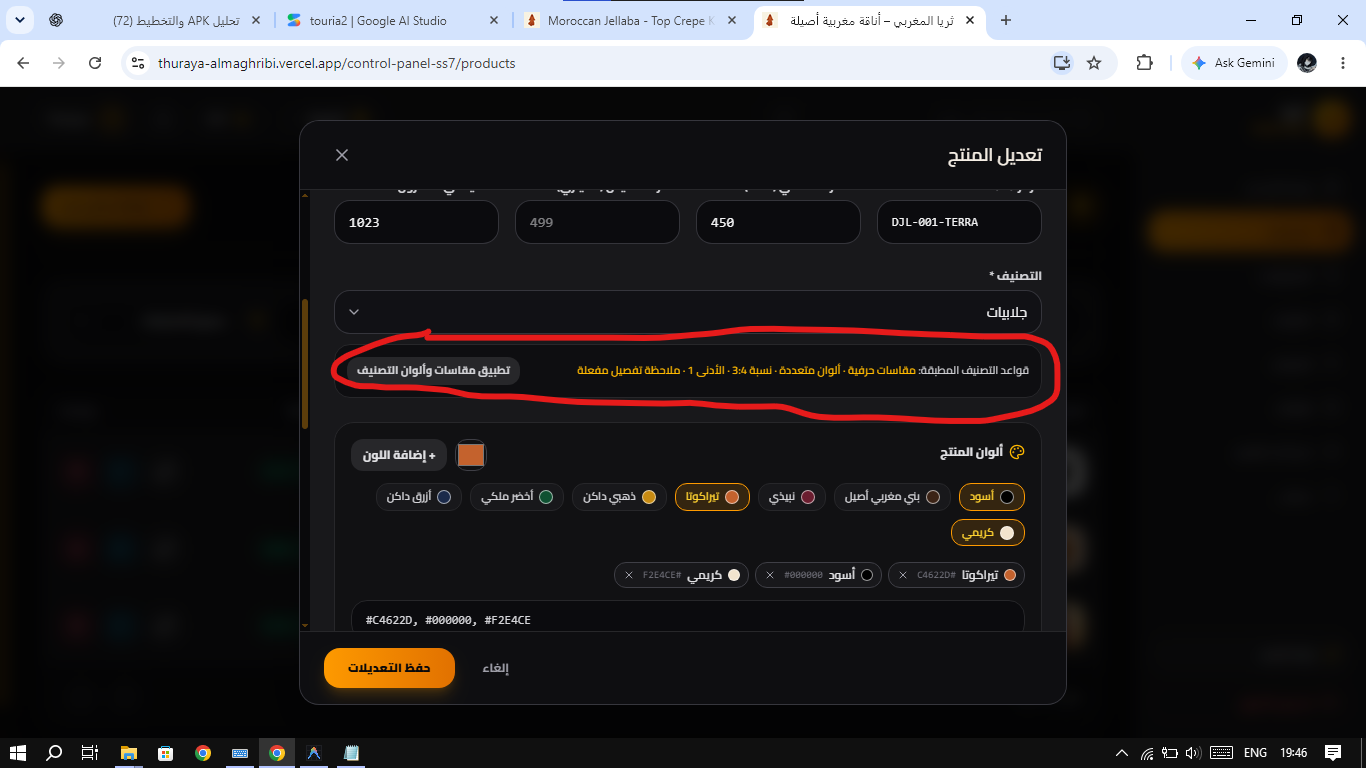 تحليل APK والتخطيط (72)
touria2 | Google AI Studio
Moroccan Jellaba - Top Crepe K
ثريا المغربي – أناقة مغربية أصيلة
thuraya-almaghribi.vercel.app/control-panel-ss7/products
Ask Gemini
تعديل المنتج
DJL-001-TERRA
450
499
1023
التصنيف *
جلابيات
قواعد التصنيف المطبقة: مقاسات حرفية · ألوان متعددة · نسبة 3:4 · الأدنى 1 · ملاحظة تفصيل مفعلة
تطبيق مقاسات وألوان التصنيف
ألوان المنتج
+ إضافة اللون
أسود
بني مغربي أصيل
نبيذي
تيراكوتا
ذهبي داكن
أخضر ملكي
أزرق داكن
كريمي
تيراكوتا #C4622D
أسود #000000
كريمي #F2E4CE
#C4622D, #000000, #F2E4CE
إلغاء
حفظ التعديلات
ENG
19:46